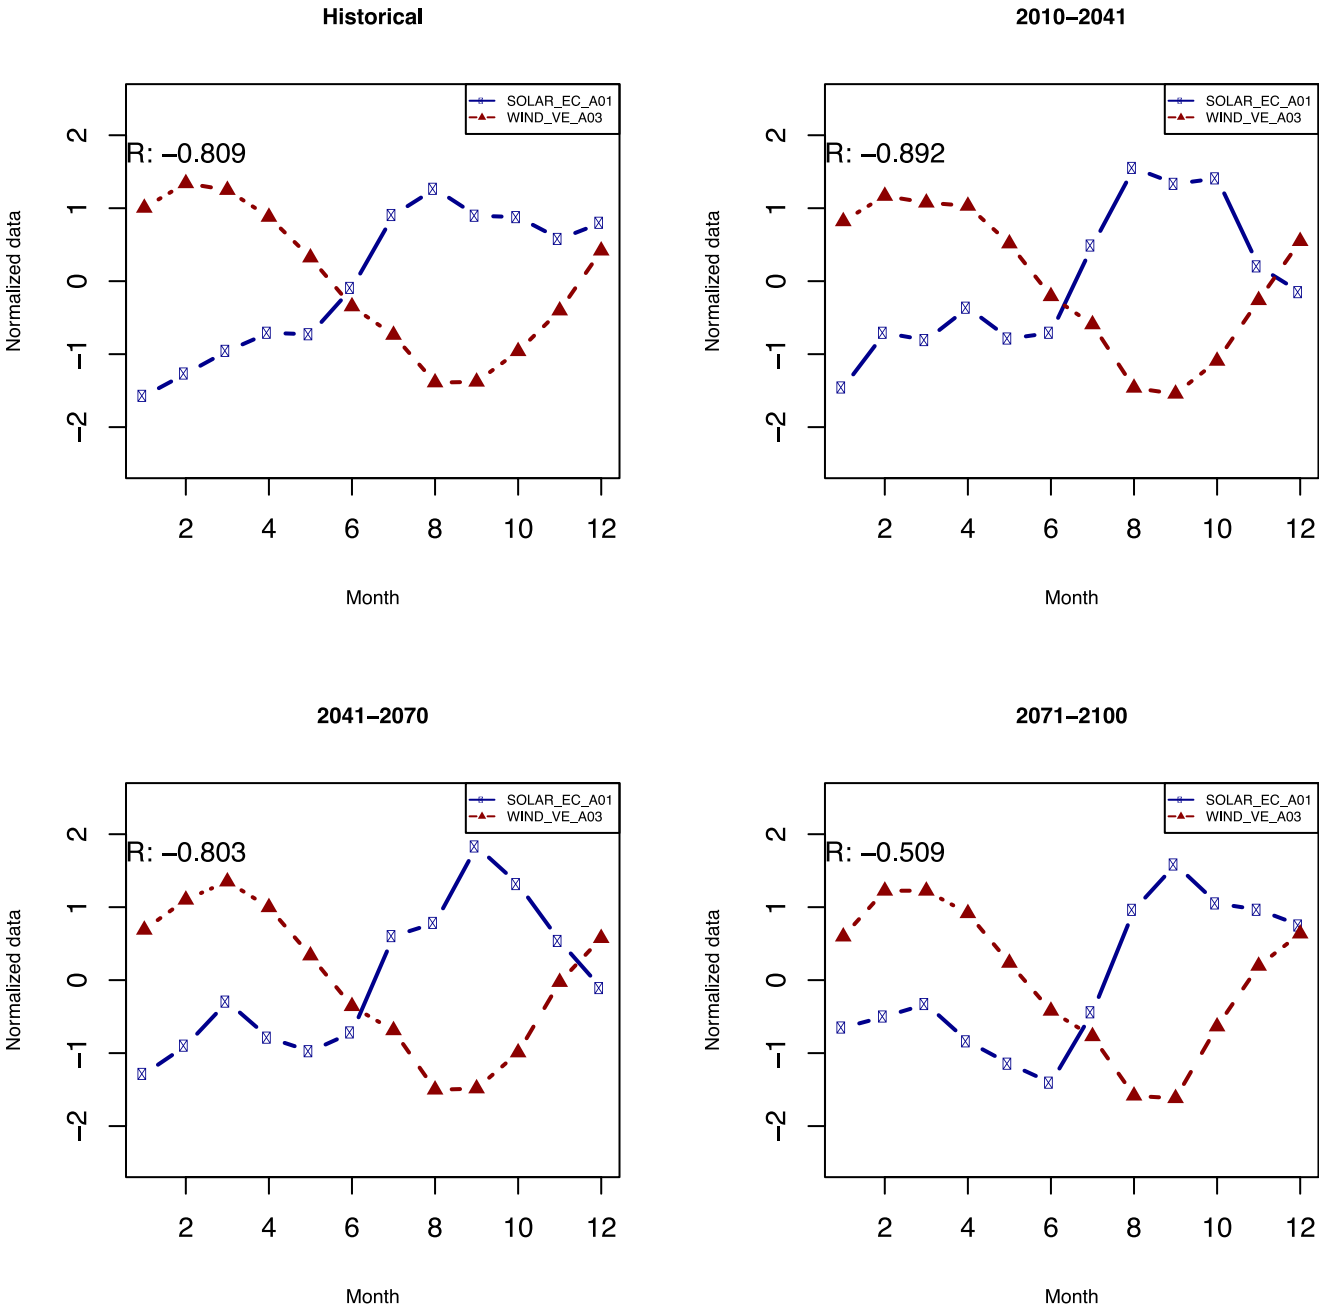 Historical
SOLAR_EC_A01
WIND_VE_A03
R: −0.809
Normalized data
2
1
0
−1
−2
2 4 6 8 10 12
Month
2010−2041
SOLAR_EC_A01
WIND_VE_A03
R: −0.892
Normalized data
2
1
0
−1
−2
2 4 6 8 10 12
Month
2041−2070
SOLAR_EC_A01
WIND_VE_A03
R: −0.803
Normalized data
2
1
0
−1
−2
2 4 6 8 10 12
Month
2071−2100
SOLAR_EC_A01
WIND_VE_A03
R: −0.509
Normalized data
2
1
0
−1
−2
2 4 6 8 10 12
Month